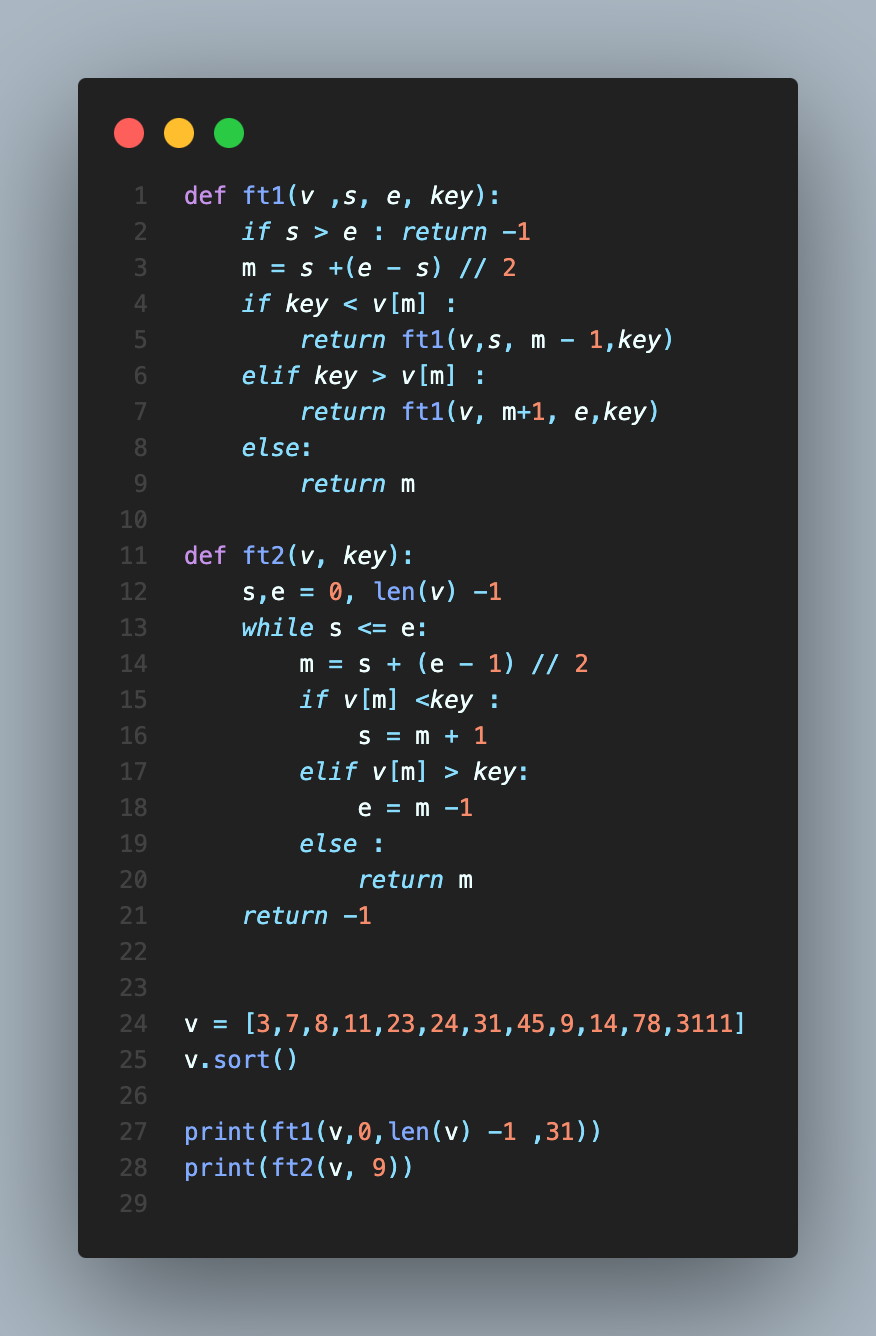 1 def ft1(v ,s, e, key):
2     if s > e : return -1
3     m = s +(e - s) // 2
4     if key < v[m] :
5         return ft1(v,s, m - 1,key)
6     elif key > v[m] :
7         return ft1(v, m+1, e,key)
8     else:
9         return m
10
11 def ft2(v, key):
12     s,e = 0, len(v) -1
13     while s <= e:
14         m = s + (e - 1) // 2
15         if v[m] <key :
16             s = m + 1
17         elif v[m] > key:
18             e = m -1
19         else :
20             return m
21     return -1
22
23
24 v = [3,7,8,11,23,24,31,45,9,14,78,3111]
25 v.sort()
26
27 print(ft1(v,0,len(v) -1 ,31))
28 print(ft2(v, 9))
29